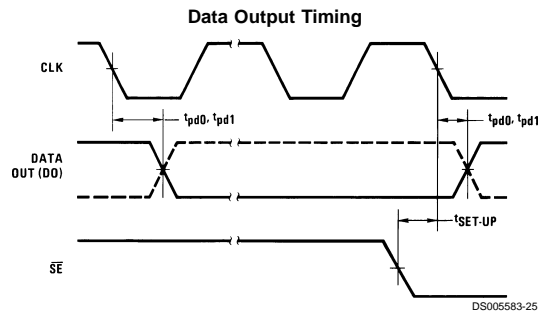 Data Output Timing
CLK
tpd0, tpd1
tpd0, tpd1
DATA
OUT (DO)
tSET-UP
SE
DS005583-25